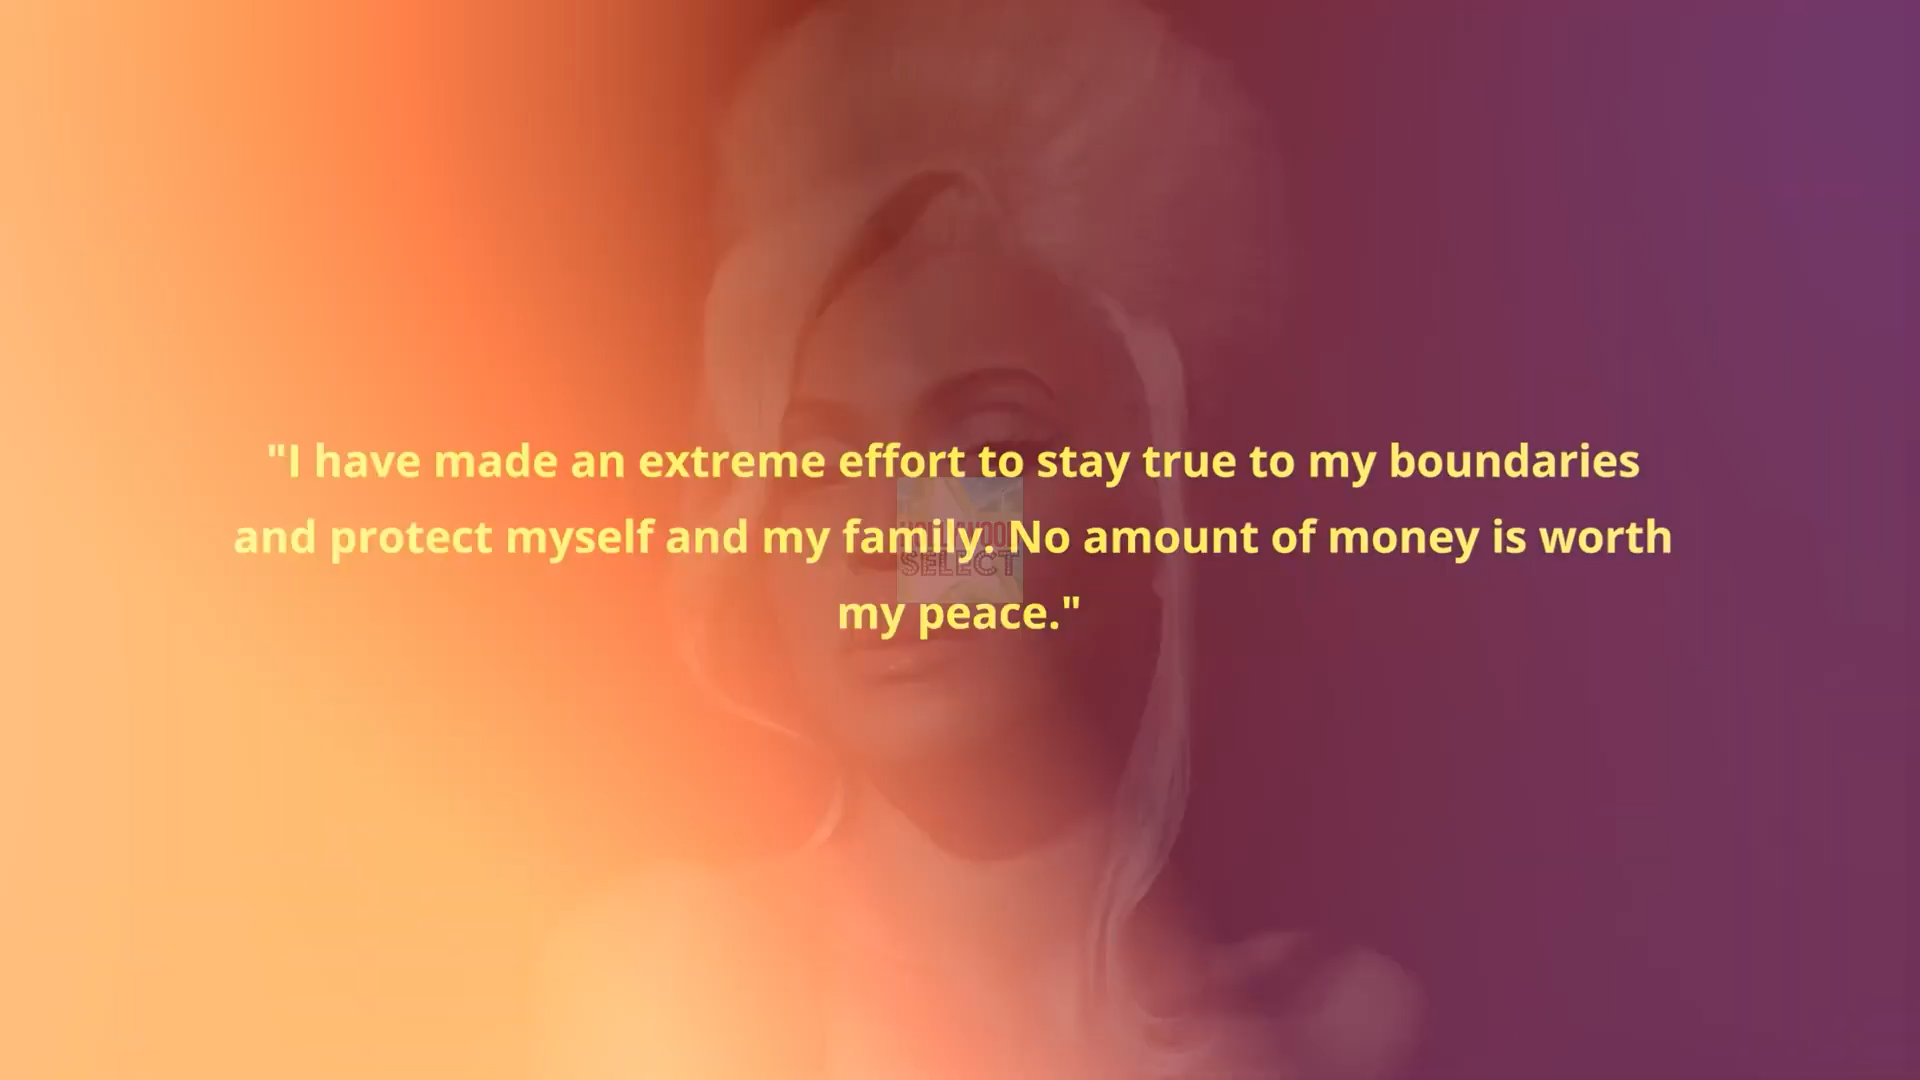 "I have made an extreme effort to stay true to my boundaries
and protect myself and my family. No amount of money is worth
my peace."
HOLLYWOOD
SELECT